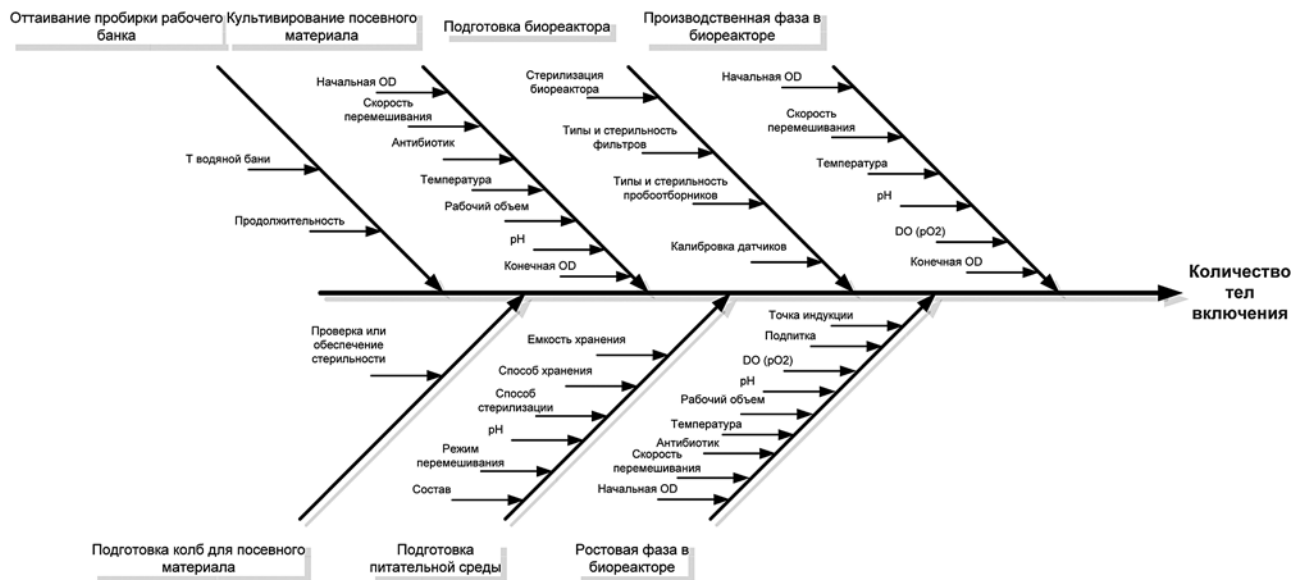 Оттаивание пробирки рабочего
банка
Культивирование посевного
материала
Подготовка биореактора
Производственная фаза в
биореакторе
Т водяной бани
Продолжительность
Начальная OD
Скорость
перемешивания
Антибиотик
Температура
Рабочий объем
pH
Конечная OD
Стерилизация
биореактора
Типы и стерильность
фильтров
Типы и стерильность
пробоотборников
Калибровка датчиков
Начальная OD
Скорость
перемешивания
Температура
pH
DO (pO2)
Конечная OD
Количество
тел
включения
Проверка или
обеспечение
стерильности
Емкость хранения
Способ хранения
Способ
стерилизации
pH
Режим
перемешивания
Состав
Точка индукции
Подпитка
DO (pO2)
pH
Рабочий объем
Температура
Антибиотик
Скорость
перемешивания
Начальная OD
Подготовка колб для посевного
материала
Подготовка
питательной среды
Ростовая фаза в
биореакторе